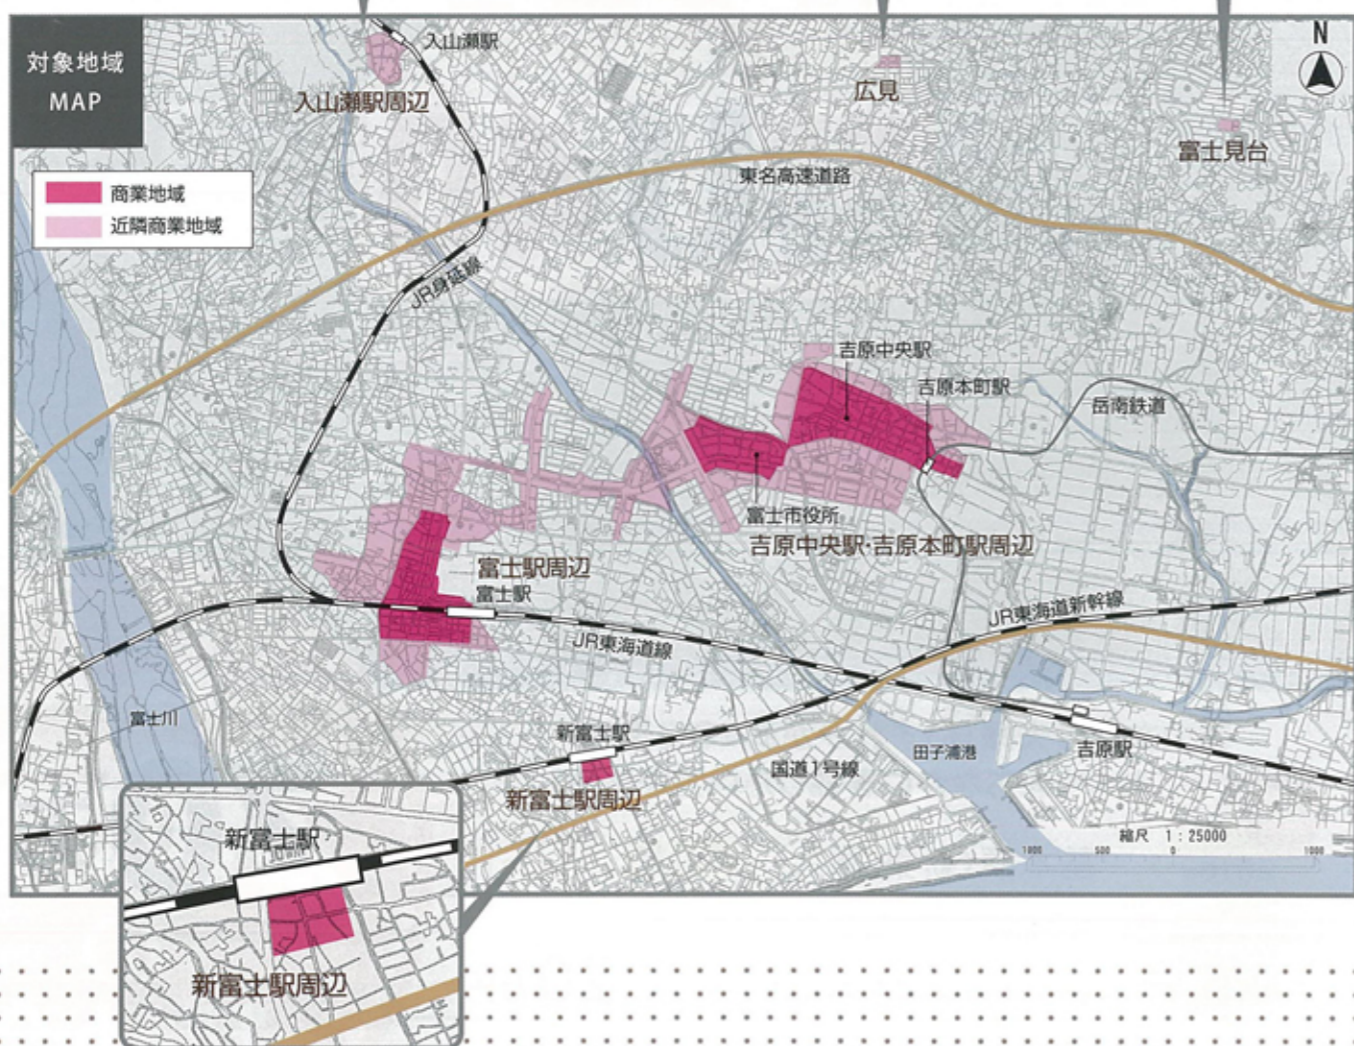 対象地域
MAP
商業地域
近隣商業地域
N
入山瀬駅
入山瀬駅周辺
広見
富士見台
東名高速道路
JR身延線
吉原中央駅
吉原本町駅
岳南鉄道
富士市役所
吉原中央駅・吉原本町駅周辺
富士駅周辺
富士駅
JR東海道線
JR東海道新幹線
富士川
新富士駅
新富士駅周辺
国道1号線
田子浦港
吉原駅
縮尺 1:25000
1000 500 0 1000
新富士駅
新富士駅周辺